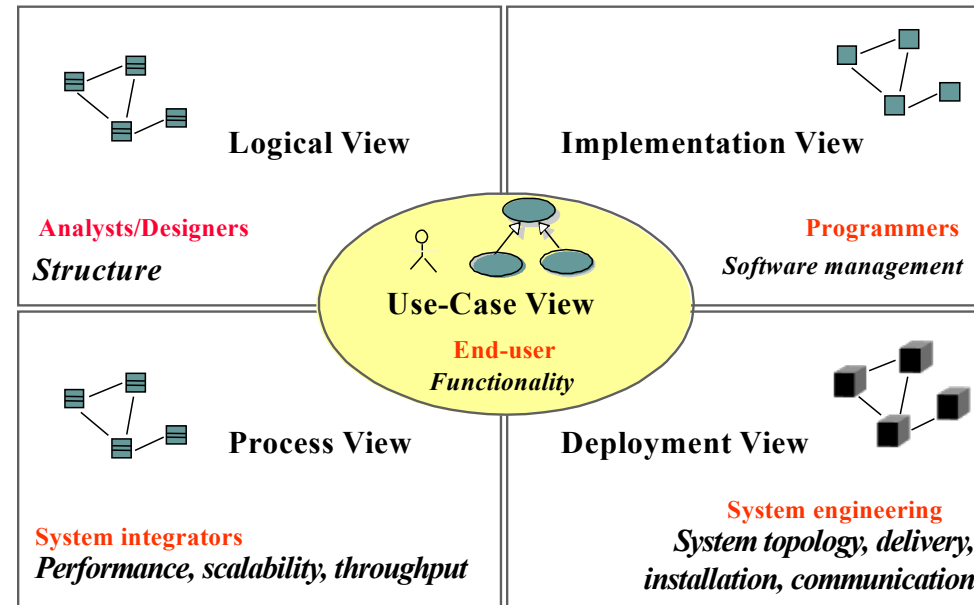 Logical View
Analysts/Designers
Structure
Implementation View
Programmers
Software management
Use-Case View
End-user
Functionality
Process View
System integrators
Performance, scalability, throughput
Deployment View
System engineering
System topology, delivery,
installation, communication